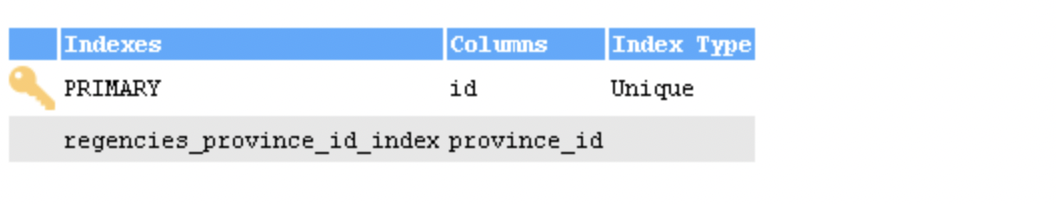 Indexes Columns Index Type
PRIMARY id Unique
regencies_province_id_index province_id